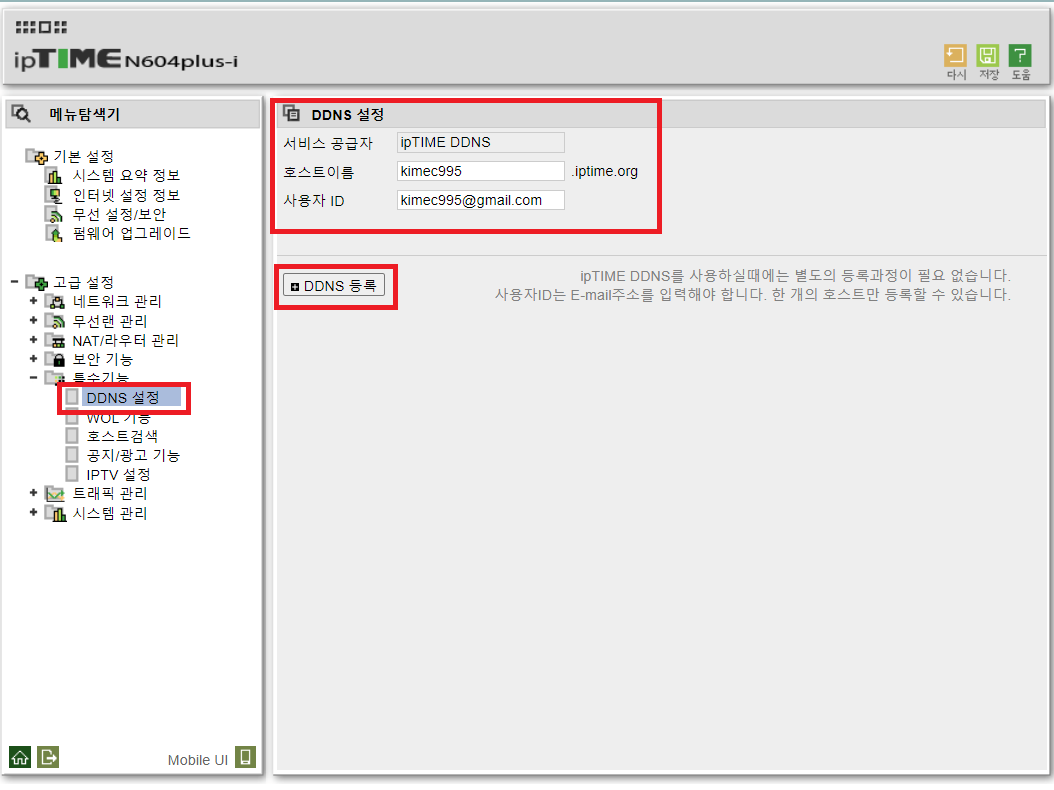 ipTIME N604plus-i
다시 저장 도움
메뉴탐색기
기본 설정
시스템 요약 정보
인터넷 설정 정보
무선 설정/보안
펌웨어 업그레이드
고급 설정
네트워크 관리
무선랜 관리
NAT/라우터 관리
보안 기능
특수기능
DDNS 설정
WOL 기능
호스트검색
공지/광고 기능
IPTV 설정
트래픽 관리
시스템 관리
Mobile UI
DDNS 설정
서비스 공급자 ipTIME DDNS
호스트이름 kimec995 .iptime.org
사용자 ID kimec995@gmail.com
DDNS 등록
ipTIME DDNS를 사용하실때에는 별도의 등록과정이 필요 없습니다.
사용자ID는 E-mail주소를 입력해야 합니다. 한 개의 호스트만 등록할 수 있습니다.